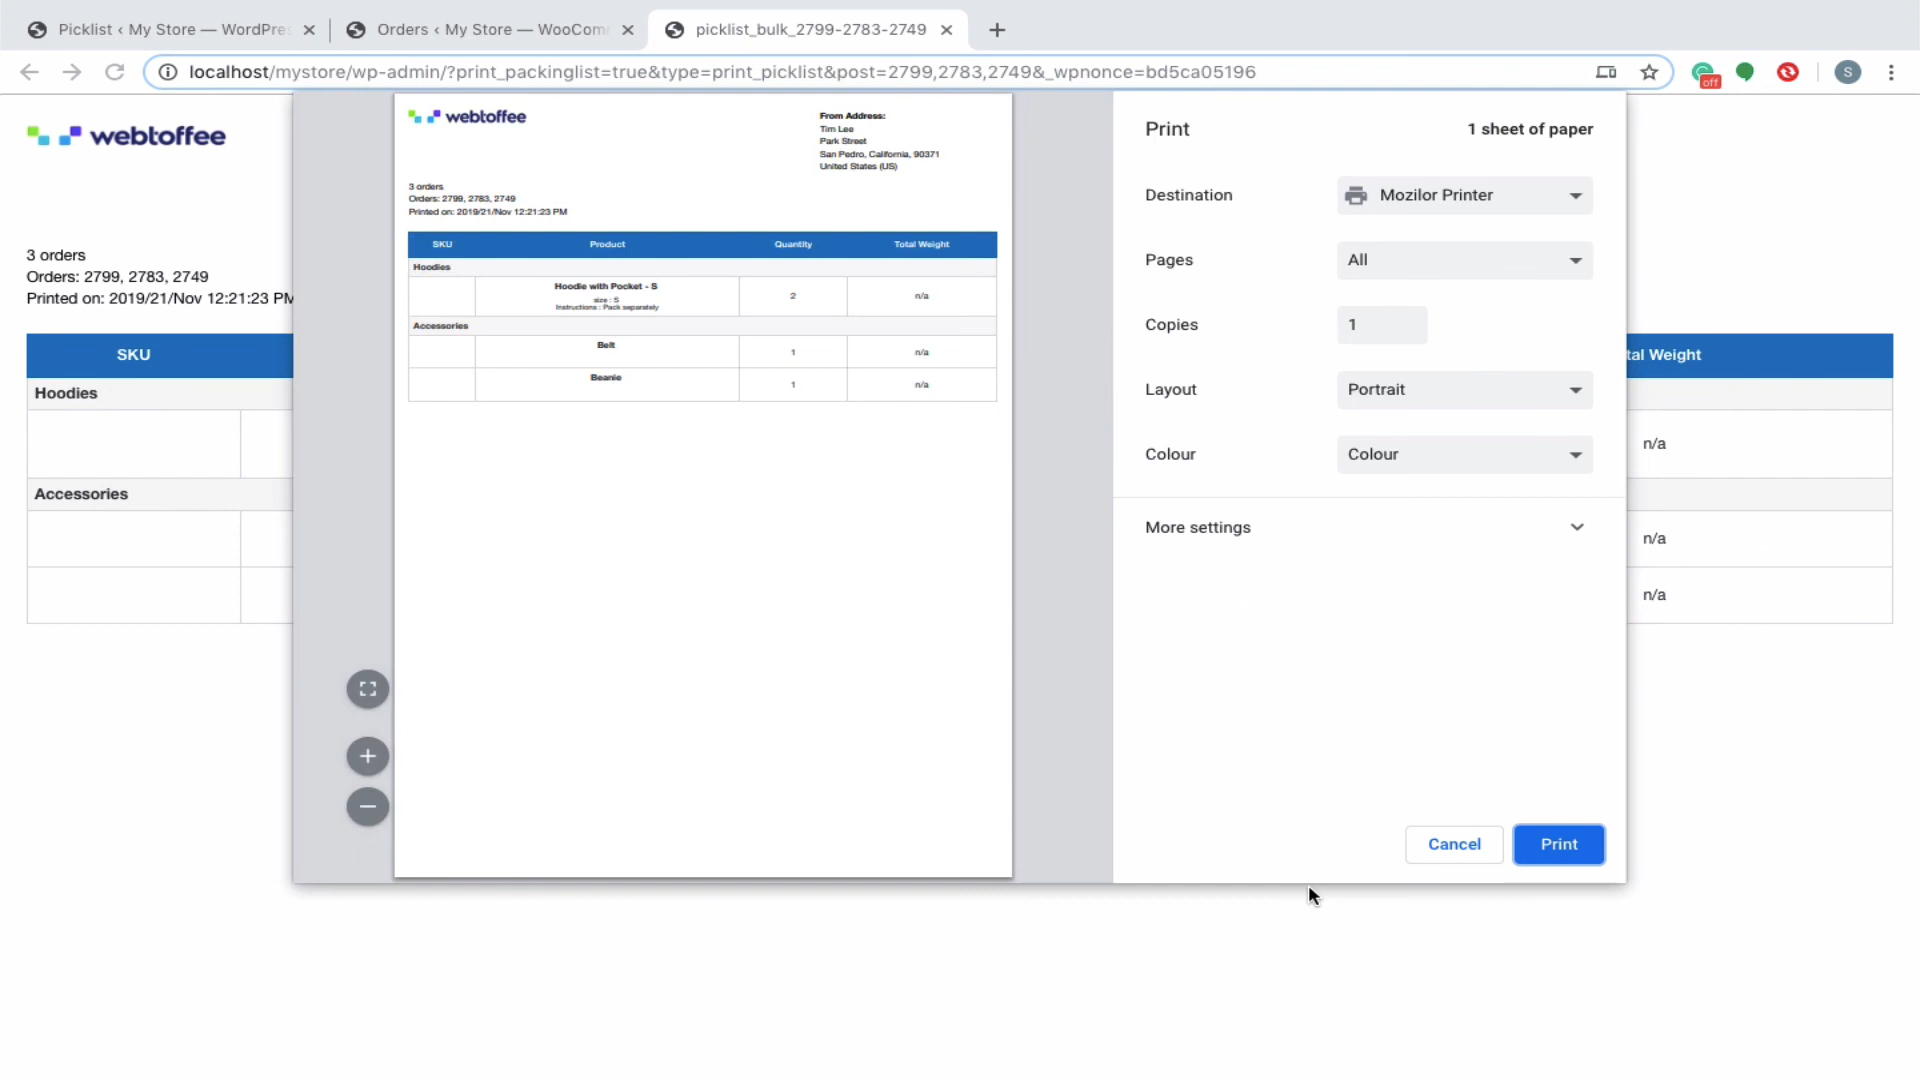 Picklist ‹ My Store — WordPres
Orders ‹ My Store — WooCom
picklist_bulk_2799-2783-2749
localhost/mystore/wp-admin/?print_packinglist=true&type=print_picklist&post=2799,2783,2749&_wpnonce=bd5ca05196
off
S
webtoffee
3 orders
Orders: 2799, 2783, 2749
Printed on: 2019/21/Nov 12:21:23 PM
SKU
Hoodies
Accessories
webtoffee
From Address:
Tim Lee
Park Street
San Pedro, California, 90371
United States (US)
3 orders
Orders: 2799, 2783, 2749
Printed on: 2019/21/Nov 12:21:23 PM
SKU Product Quantity Total Weight
Hoodies
Hoodie with Pocket - S
size : S
Instructions : Pack separately
2 n/a
Accessories
Belt
1 n/a
Beanie
1 n/a
Print 1 sheet of paper
Destination Mozilor Printer
Pages All
Copies 1
Layout Portrait
Colour Colour
More settings
Cancel Print
tal Weight
n/a
n/a
n/a